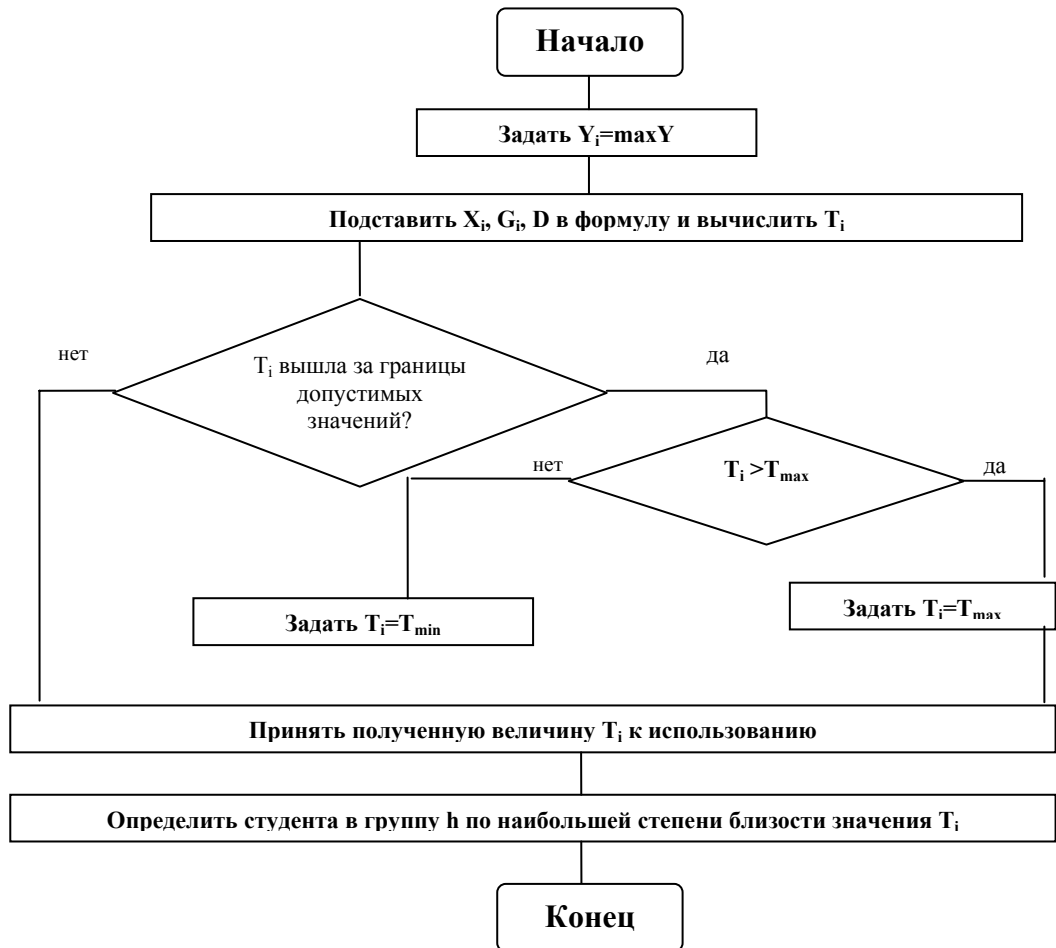 Начало
Задать Yi=maxY
Подставить Xi, Gi, D в формулу и вычислить Ti
нет
Ti вышла за границы
допустимых
значений?
да
нет
Ti >Tmax
да
Задать Ti=Tmin
Задать Ti=Tmax
Принять полученную величину Ti к использованию
Определить студента в группу h по наибольшей степени близости значения Ti
Конец